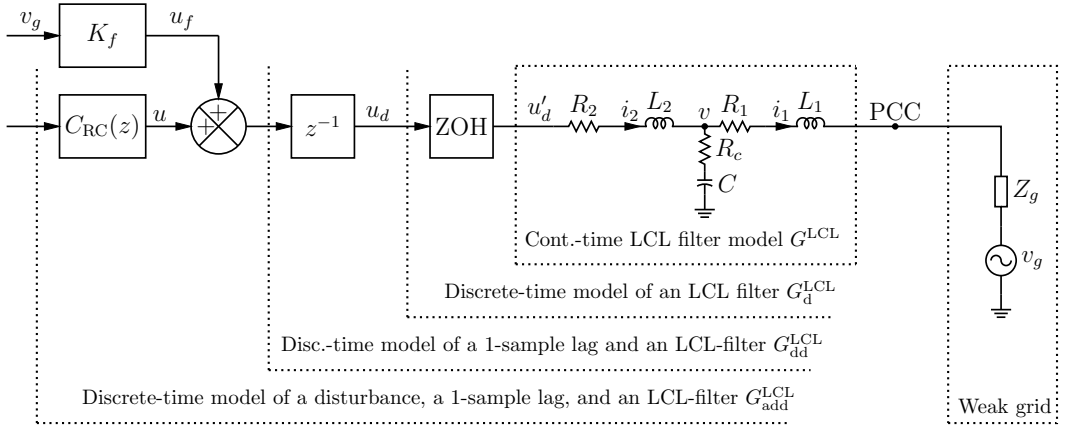 v_g K_f u_f
C_RC(z) u + + z^{-1} u_d ZOH u'_d R_2 i_2 L_2 v R_1 i_1 L_1 PCC
R_c
C
Z_g
v_g
Cont.-time LCL filter model G^LCL
Discrete-time model of an LCL filter G_d^LCL
Disc.-time model of a 1-sample lag and an LCL-filter G_dd^LCL
Discrete-time model of a disturbance, a 1-sample lag, and an LCL-filter G_add^LCL
Weak grid